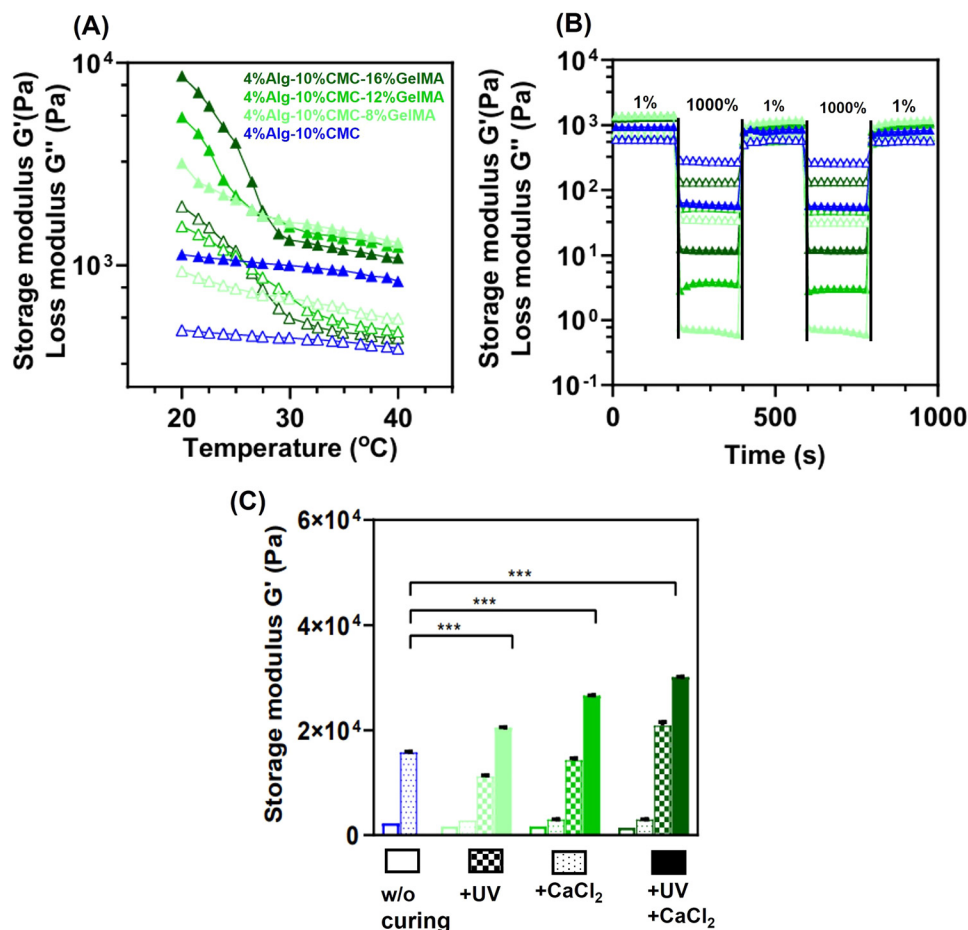 (A)
Storage modulus G'(Pa)
Loss modulus G'' (Pa)
10⁴
10³
4%Alg-10%CMC-16%GelMA
4%Alg-10%CMC-12%GelMA
4%Alg-10%CMC-8%GelMA
4%Alg-10%CMC
20
30
40
Temperature (°C)
(B)
Storage modulus G'(Pa)
Loss modulus G'' (Pa)
10⁴
10³
10²
10¹
10⁰
10⁻¹
1%
1000%
1%
1000%
1%
0
500
1000
Time (s)
(C)
Storage modulus G' (Pa)
6×10⁴
4×10⁴
2×10⁴
0
***
***
***
w/o
curing
+UV
+CaCl₂
+UV
+CaCl₂